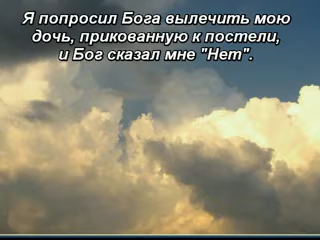 Я попросил Бога вылечить мою
дочь, прикованную к постели,
и Бог сказал мне "Нет".